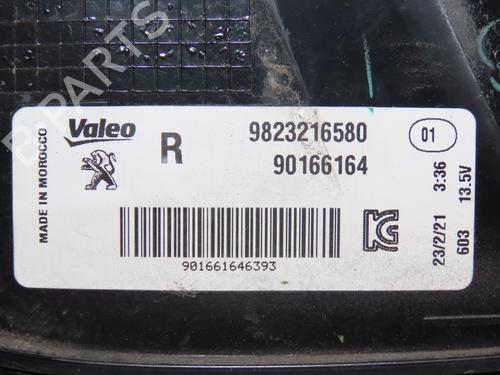 B-PARTS
Valeo
R
9823216580
90166164
01
MADE IN MOROCCO
901661646393
23/2/21 3:36
603 13.5V